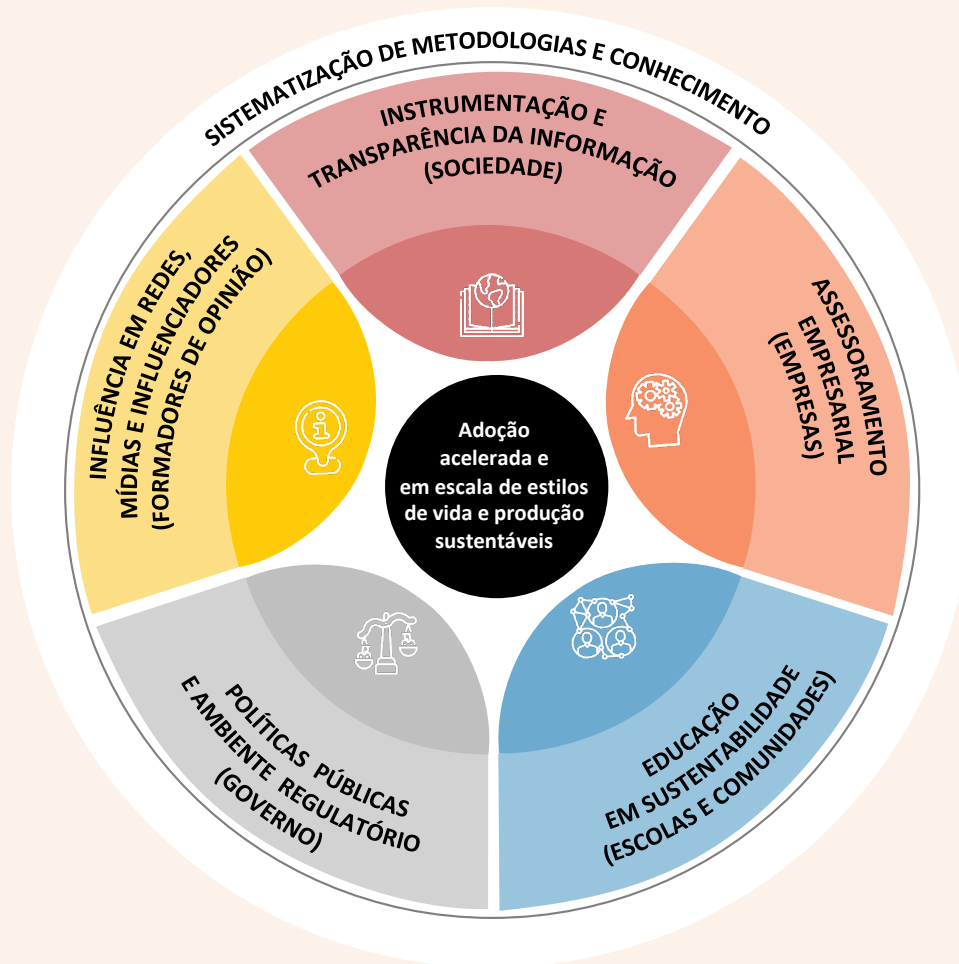 SISTEMATIZAÇÃO DE METODOLOGIAS E CONHECIMENTO
INSTRUMENTAÇÃO E
TRANSPARÊNCIA DA INFORMAÇÃO
(SOCIEDADE)
ASSESSORAMENTO
EMPRESARIAL
(EMPRESAS)
EDUCAÇÃO
EM SUSTENTABILIDADE
(ESCOLAS E COMUNIDADES)
POLÍTICAS PÚBLICAS
E AMBIENTE REGULATÓRIO
(GOVERNO)
INFLUÊNCIA EM REDES,
MÍDIAS E INFLUENCIADORES
(FORMADORES DE OPINIÃO)
Adoção
acelerada e
em escala de estilos
de vida e produção
sustentáveis